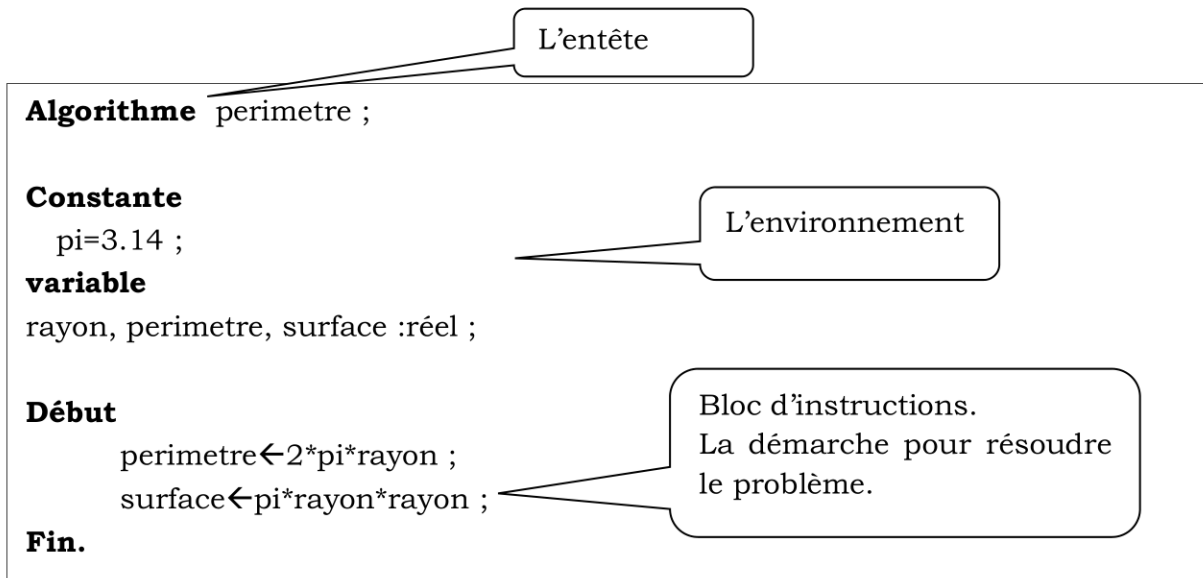 L’entête
Algorithme perimetre ;
Constante
pi=3.14 ;
L’environnement
variable
rayon, perimetre, surface :réel ;
Début
perimetre←2*pi*rayon ;
surface←pi*rayon*rayon ;
Bloc d’instructions.
La démarche pour résoudre
le problème.
Fin.